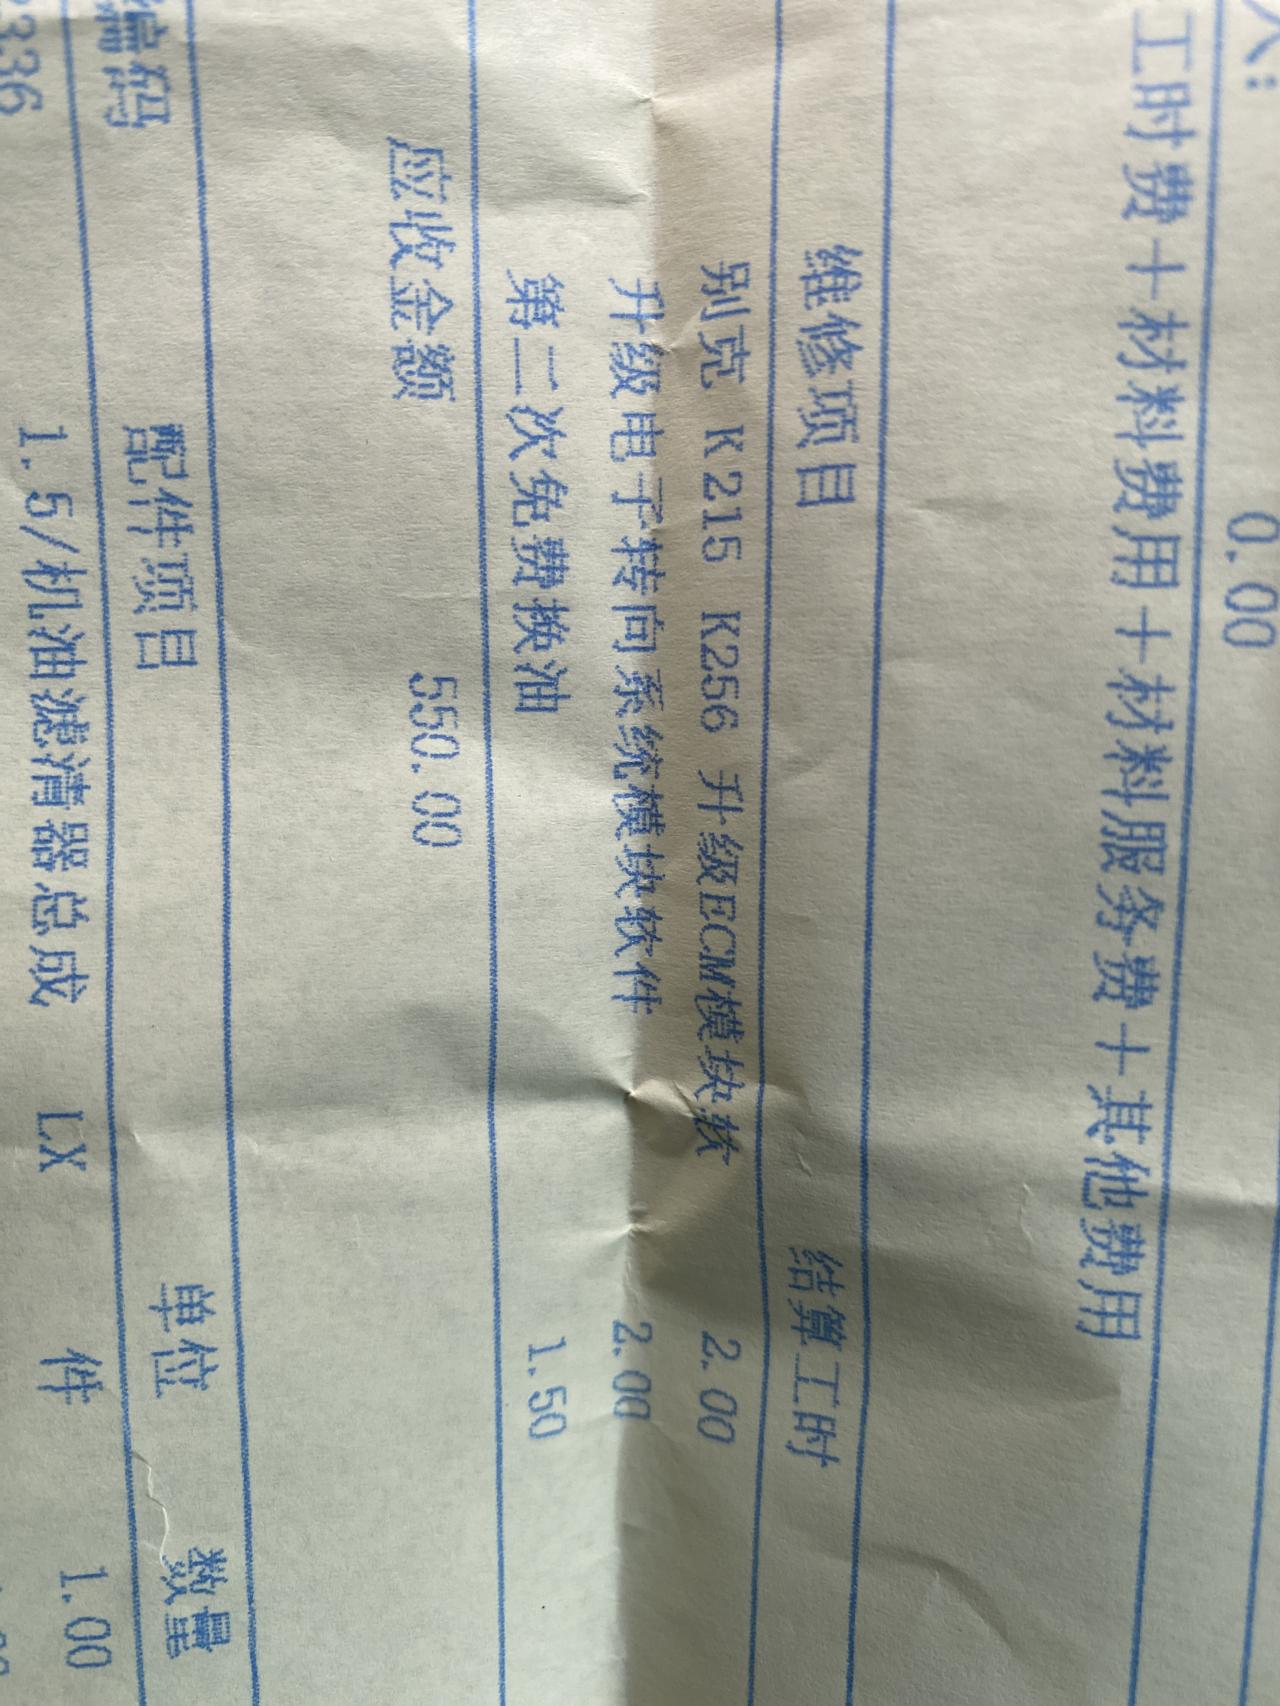 人：
0.00
工时费＋材料费用＋材料服务费＋其他费用
维修项目 结算工时
别克 K215 K256 升级ECM模块软 2.00
升级电子转向系统模块软件 2.00
第二次免费换油 1.50
应收金额 550.00
编码 配件项目 单位 数量
336 1.5/机油滤清器总成 LX 件 1.00